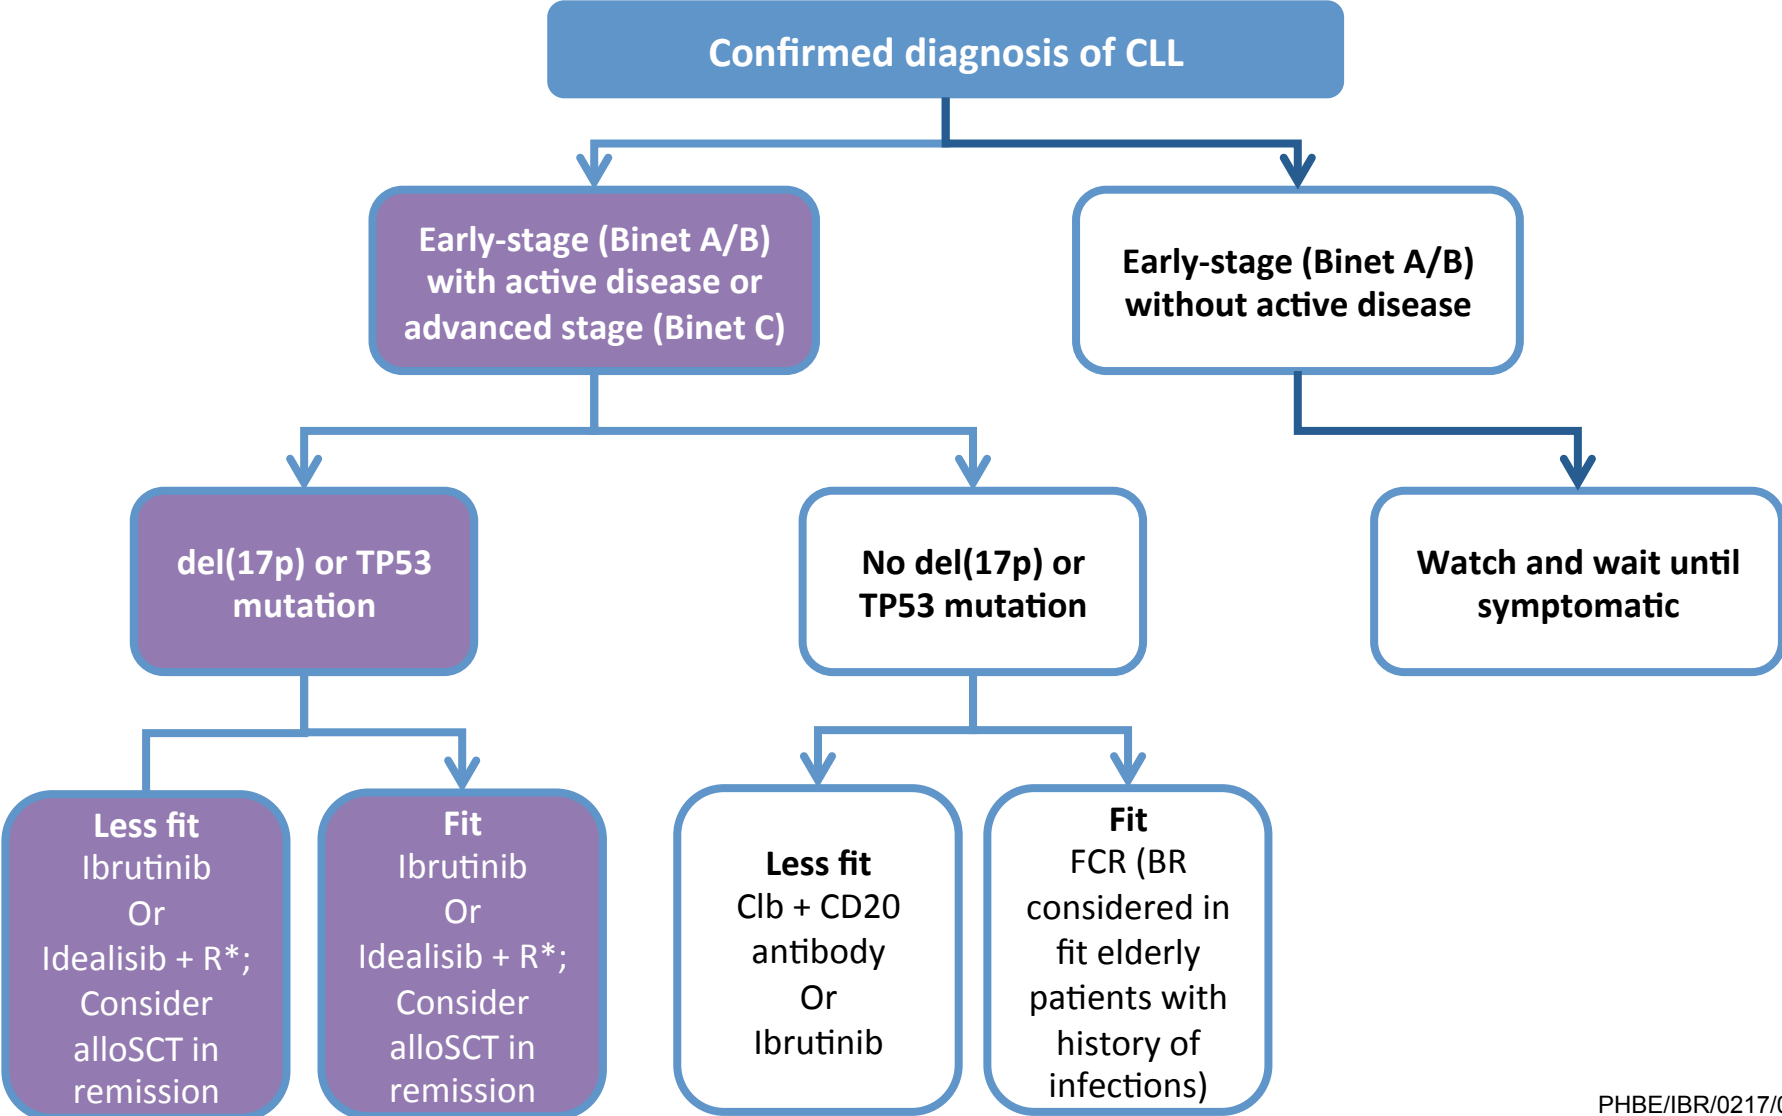 Confirmed diagnosis of CLL
Early-stage (Binet A/B)
with active disease or
advanced stage (Binet C)
Early-stage (Binet A/B)
without active disease
del(17p) or TP53
mutation
No del(17p) or
TP53 mutation
Watch and wait until
symptomatic
Less fit
Ibrutinib
Or
Idealisib + R*;
Consider
alloSCT in
remission
Fit
Ibrutinib
Or
Idealisib + R*;
Consider
alloSCT in
remission
Less fit
Clb + CD20
antibody
Or
Ibrutinib
Fit
FCR (BR
considered in
fit elderly
patients with
history of
infections)
PHBE/IBR/0217/0